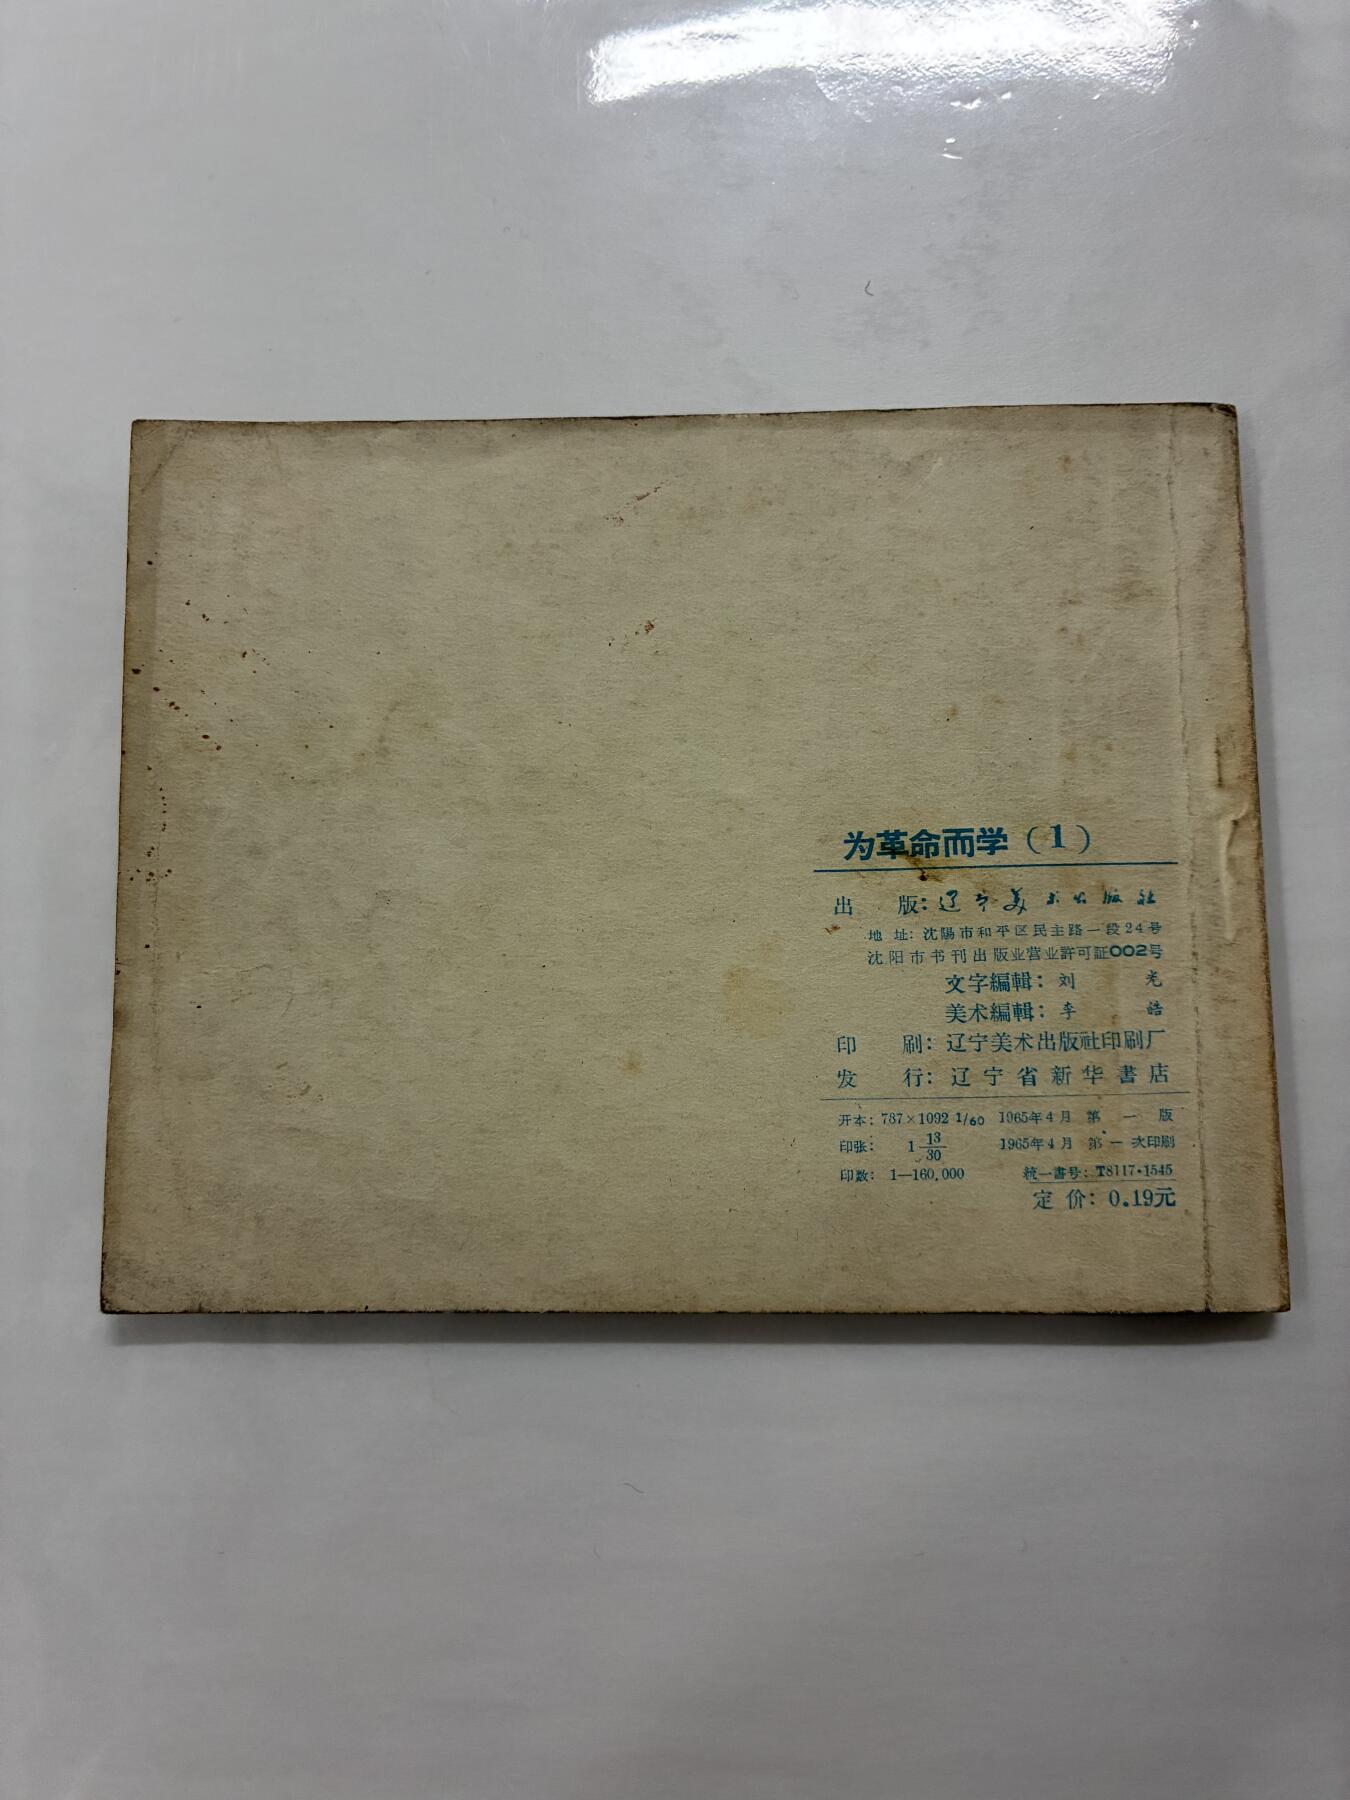 为革命而学（1）
出 版：辽宁美术出版社
地 址：沈陽市和平区民主路一段24号
沈阳市书刊出版业营业許可証002号
文字編輯：刘 光
美术編輯：李 皓
印 刷：辽宁美术出版社印刷厂
发 行：辽宁省新华書店
开本：787×1092 1/60 1965年4月 第一版
印张：1 13/30 1965年4月 第一次印刷
印数：1—160,000 統一書号：T8117·1545
定价：0.19元